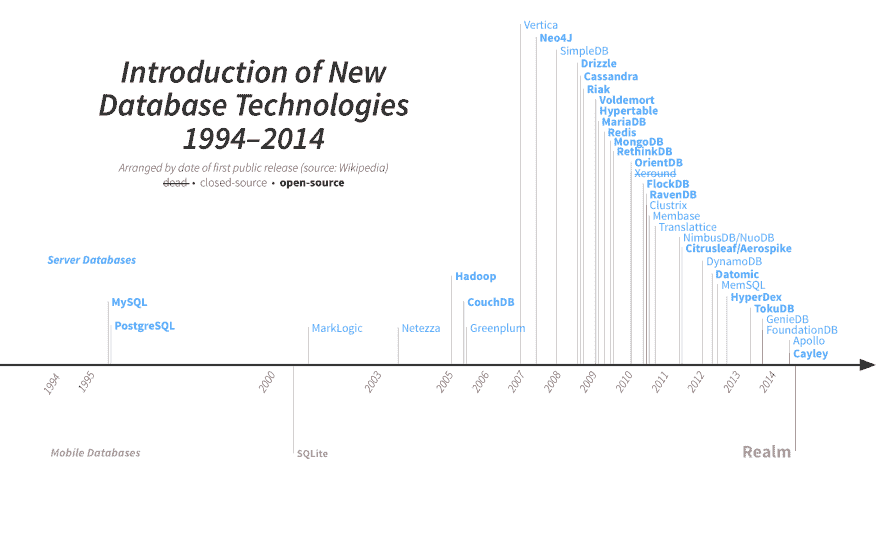 Introduction of New
Database Technologies
1994–2014
Arranged by date of first public release (source: Wikipedia)
dead • closed-source • open-source
Vertica
Neo4J
SimpleDB
Drizzle
Cassandra
Riak
Voldemort
Hypertable
MariaDB
Redis
MongoDB
RethinkDB
OrientDB
Xeround
FlockDB
RavenDB
Clustrix
Membase
Translattice
NimbusDB/NuoDB
Citrusleaf/Aerospike
DynamoDB
Datomic
MemSQL
HyperDex
TokuDB
GenieDB
FoundationDB
Apollo
Cayley
Server Databases
Hadoop
MySQL
CouchDB
PostgreSQL
MarkLogic
Netezza
Greenplum
1994 1995 2000 2003 2005 2006 2007 2008 2009 2010 2011 2012 2013 2014
Mobile Databases
SQLite
Realm